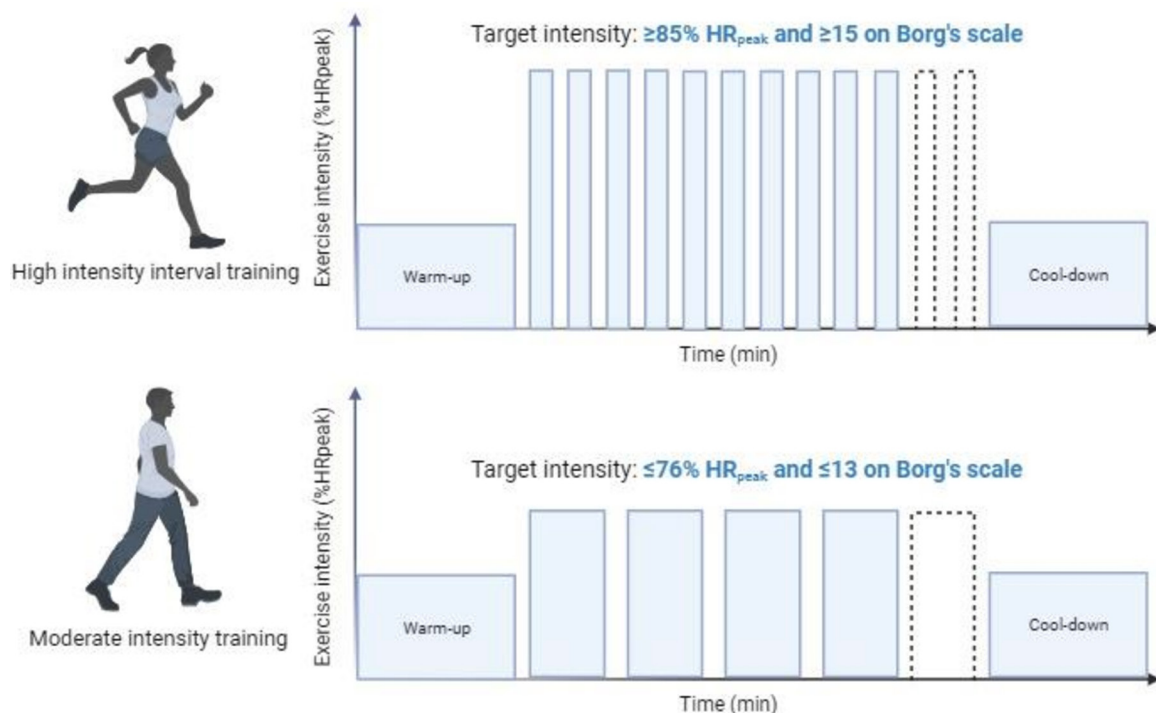 Target intensity: ≥85% HRpeak and ≥15 on Borg's scale
Exercise intensity (%HRpeak)
Warm-up
Cool-down
High intensity interval training
Time (min)
Target intensity: ≤76% HRpeak and ≤13 on Borg's scale
Exercise intensity (%HRpeak)
Warm-up
Cool-down
Moderate intensity training
Time (min)